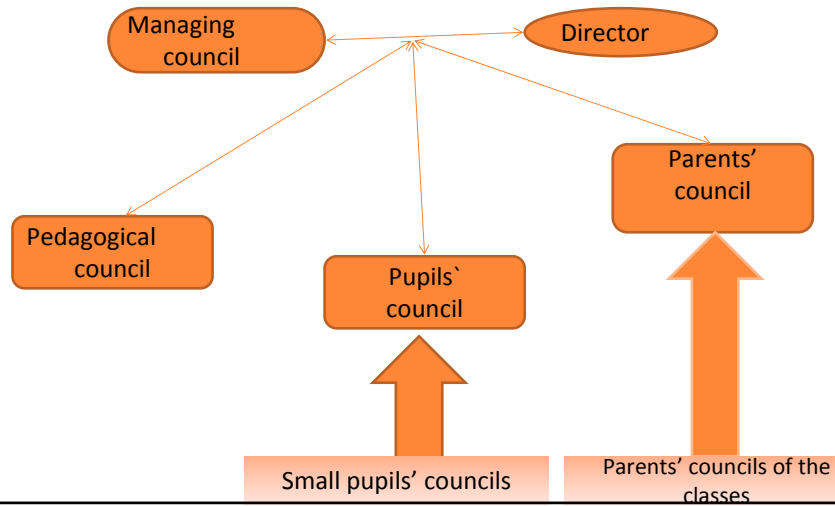 Managing
council
Director
Parents’
council
Pedagogical
council
Pupils`
council
Small pupils’ councils
Parents’ councils of the
classes